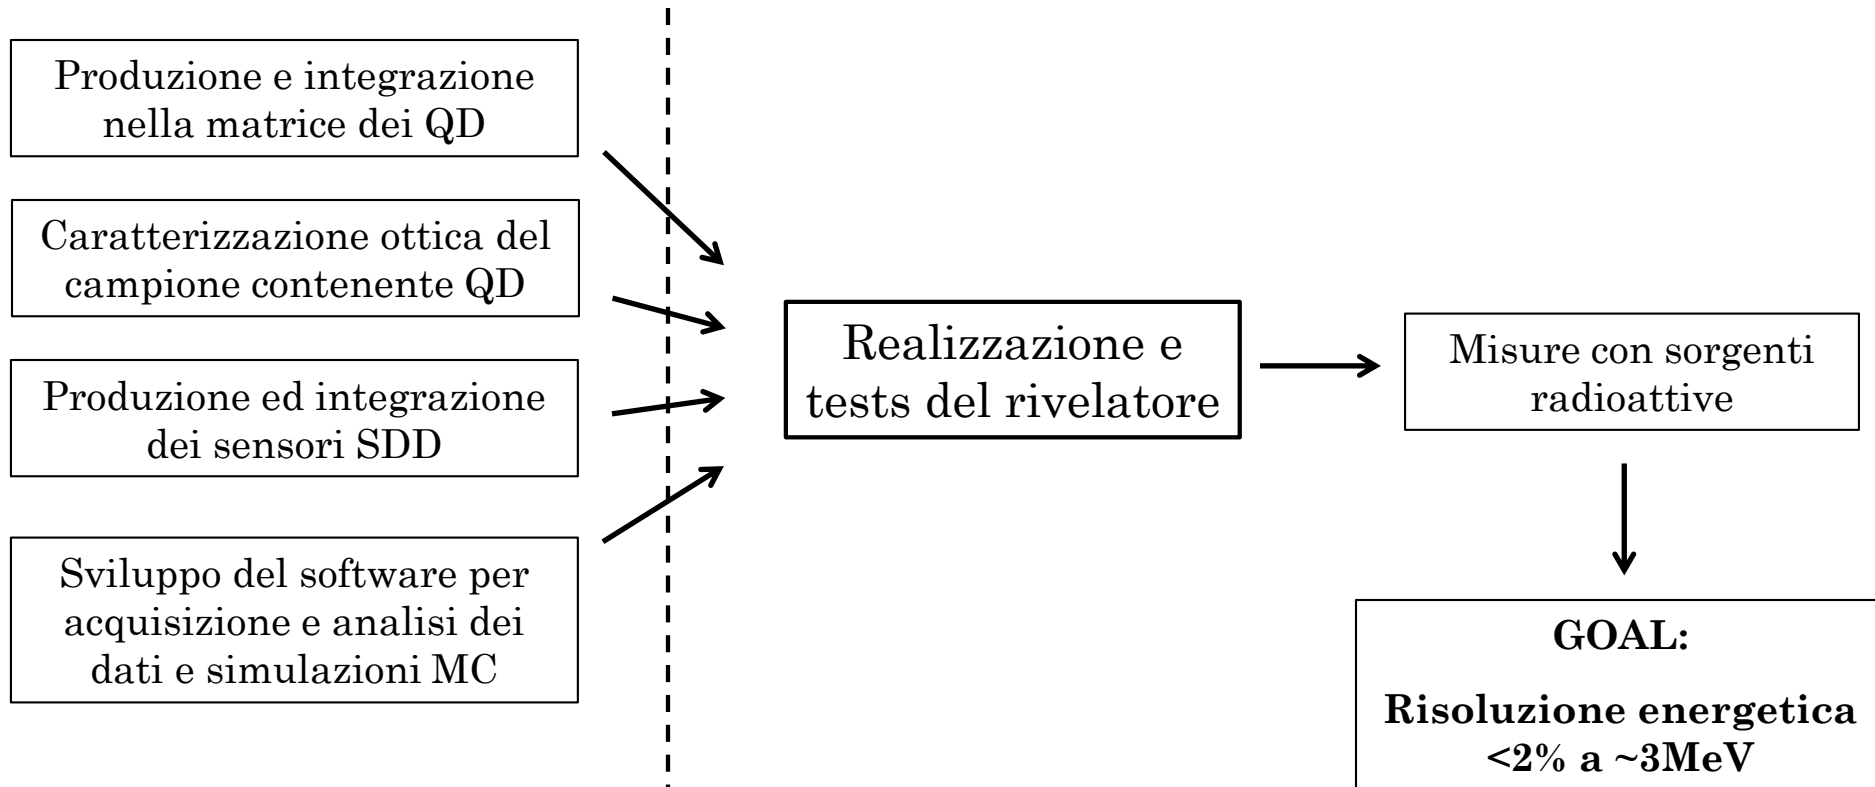 Produzione e integrazione
nella matrice dei QD
Caratterizzazione ottica del
campione contenente QD
Produzione ed integrazione
dei sensori SDD
Sviluppo del software per
acquisizione e analisi dei
dati e simulazioni MC
Realizzazione e
tests del rivelatore
Misure con sorgenti
radioattive
GOAL:
Risoluzione energetica
<2% a ~3MeV